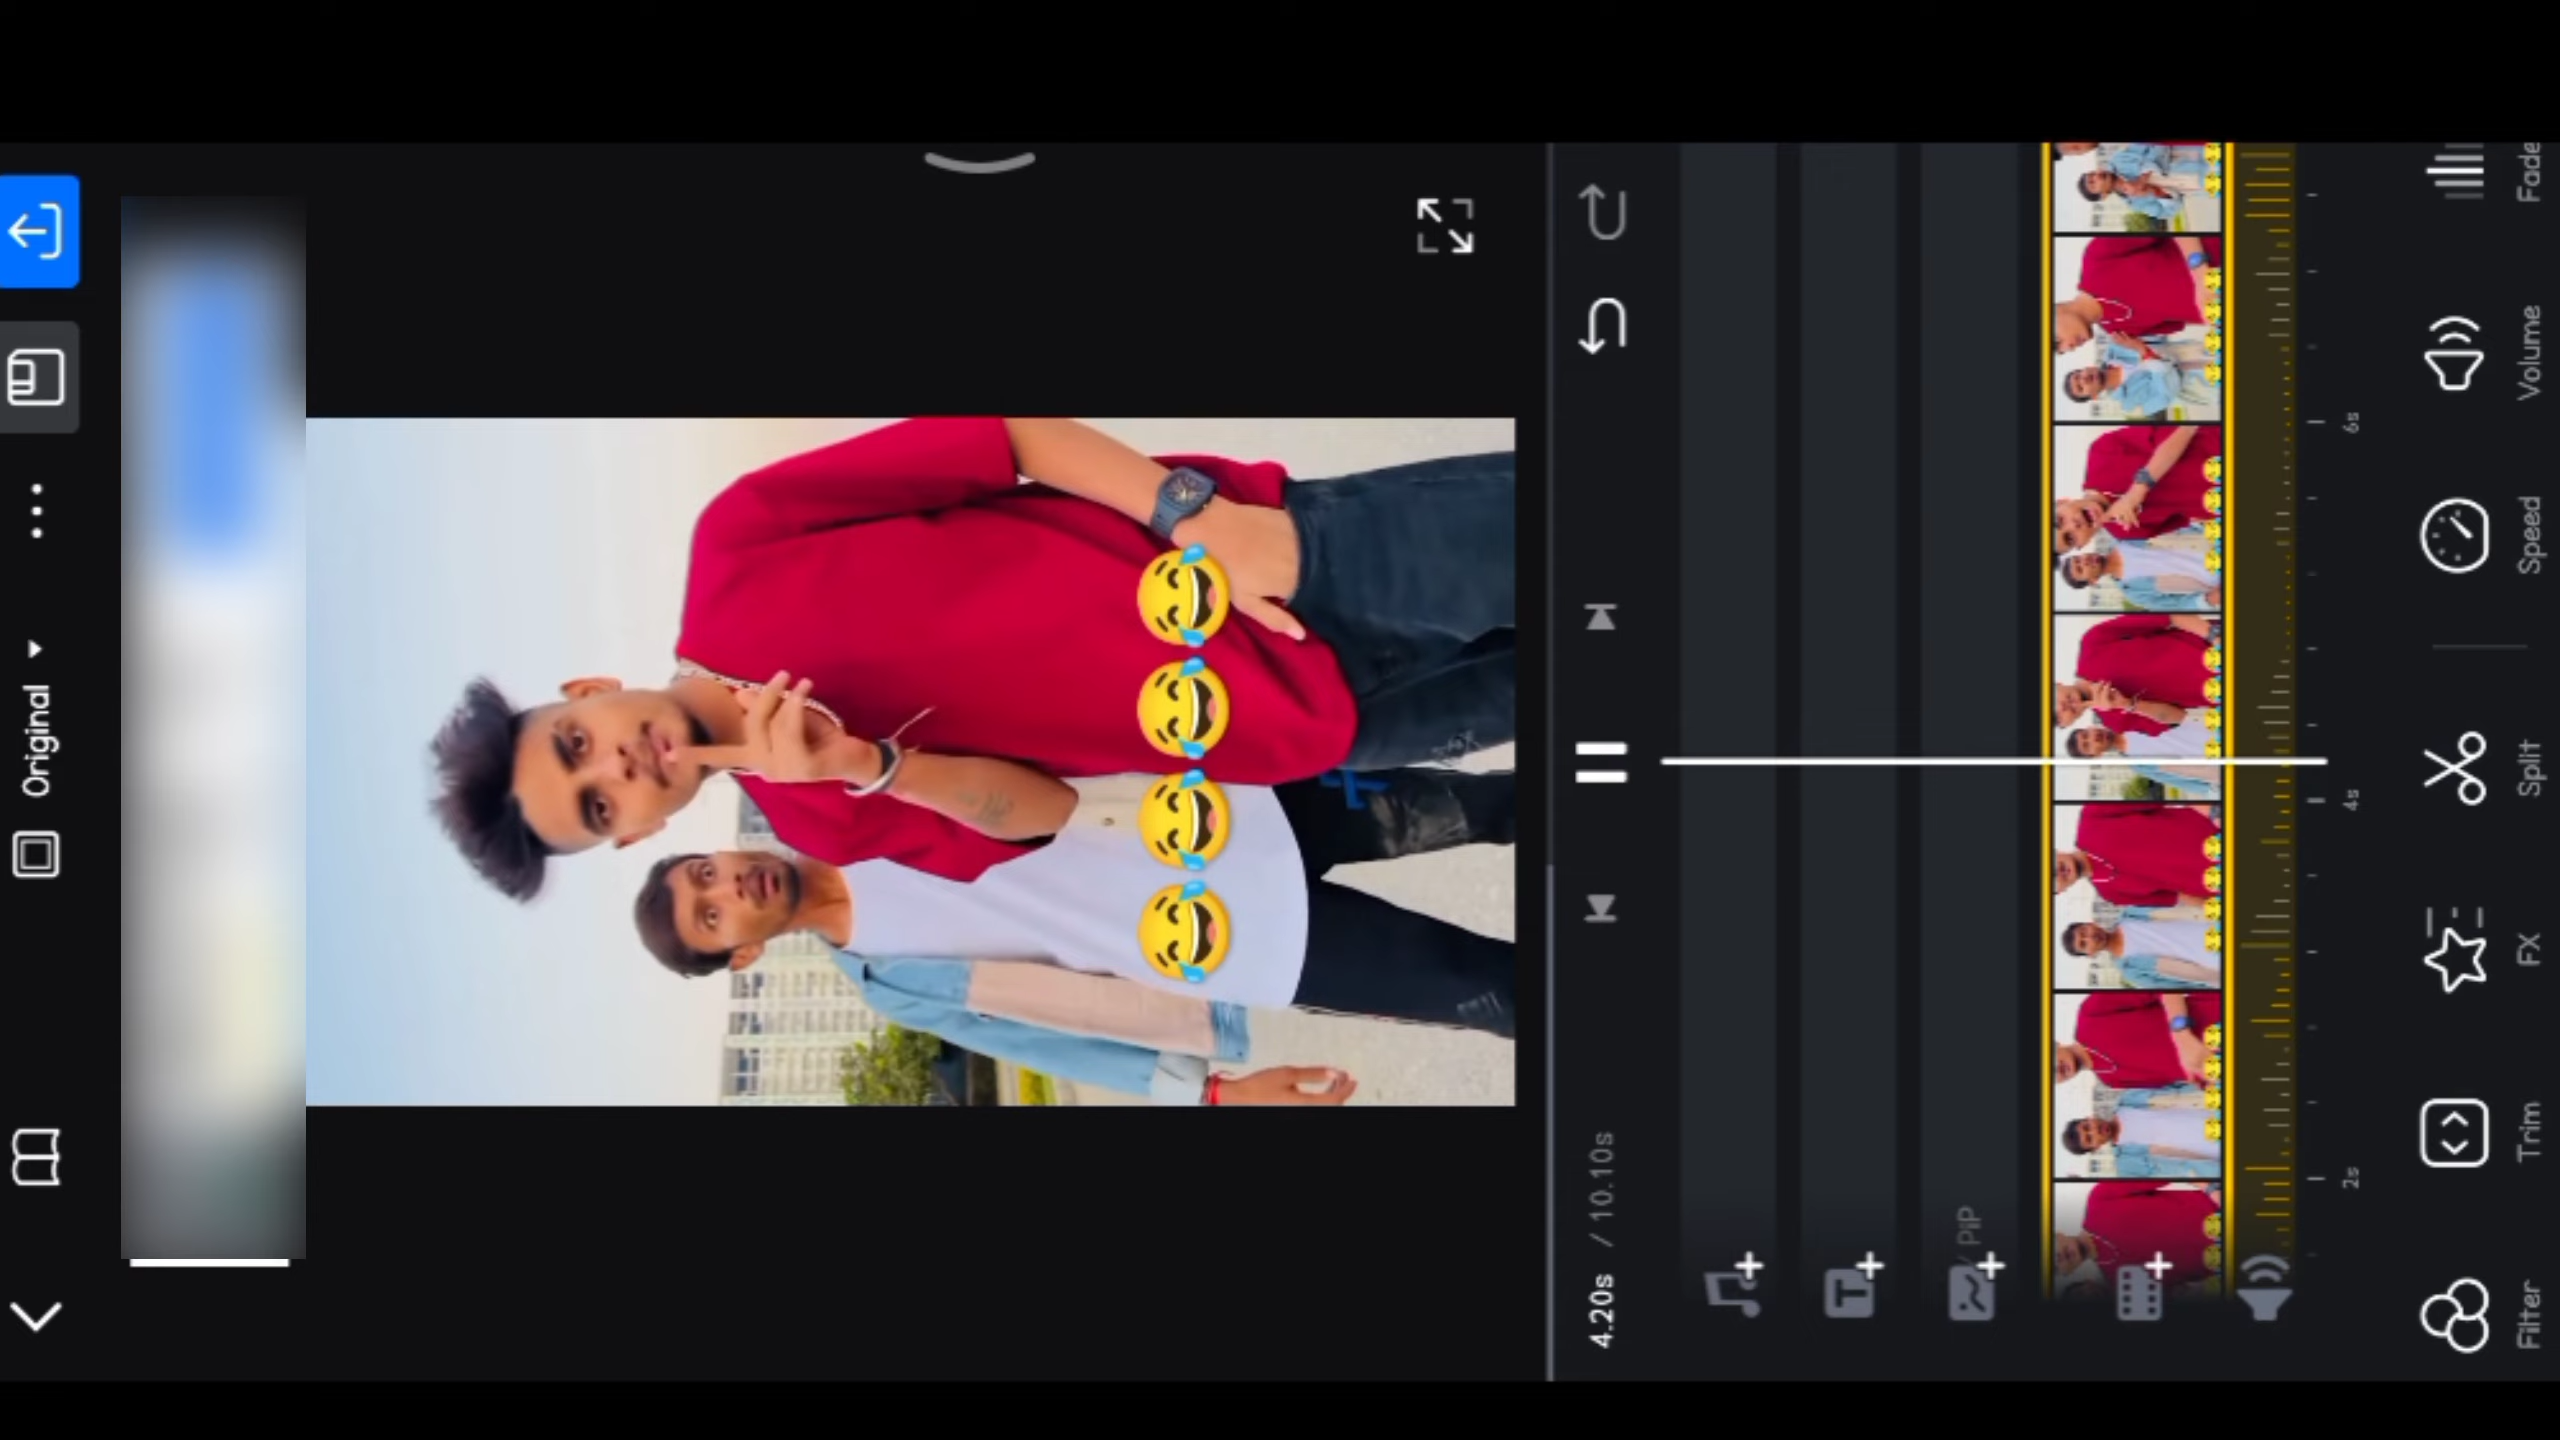 Original
4.20s / 10.10s
/ PiP
2s
4s
6s
Filter
Trim
FX
Split
Speed
Volume
Fade